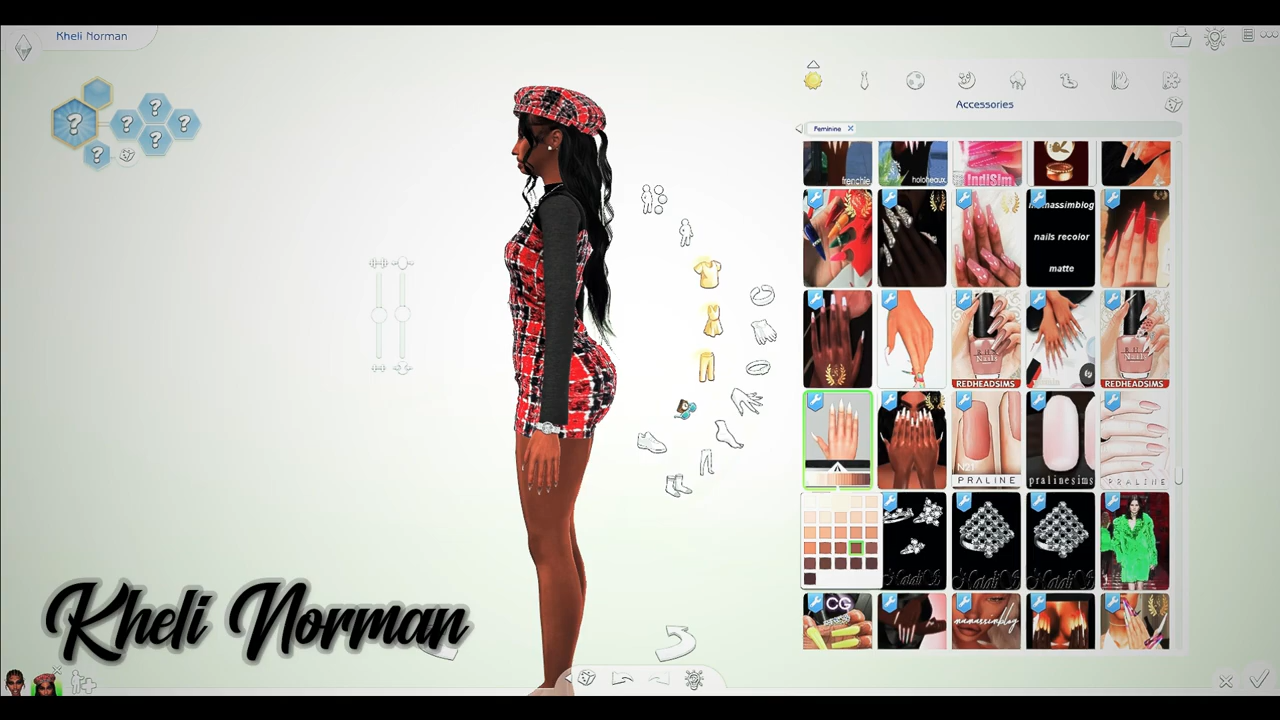 Kheli Norman
Accessories
Feminine
frenchie
holoheaux
IndiSim
nails recolor
matte
REDHEADSIMS
REDHEADSIMS
N21
PRALINE
pralinesims
PRALINE
CG
mamassimblog
Kheli Norman